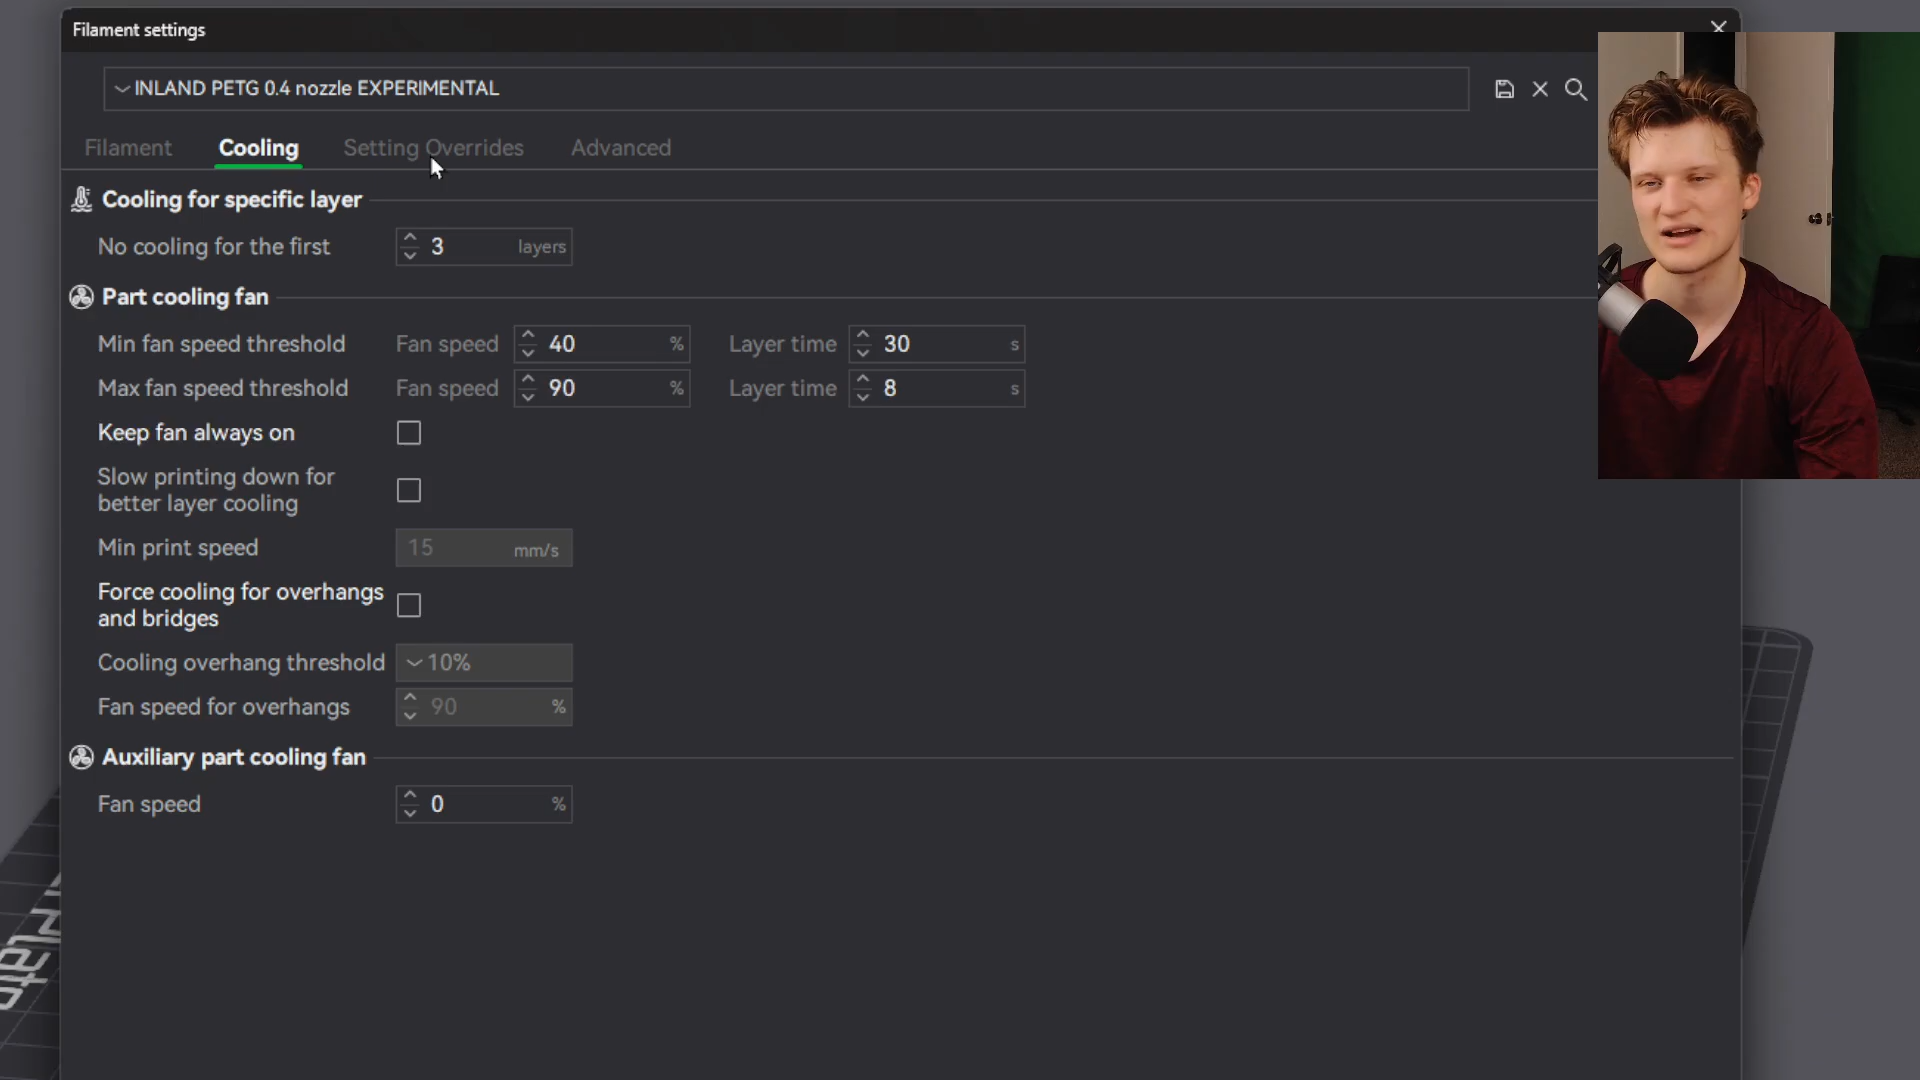 Filament settings
INLAND PETG 0.4 nozzle EXPERIMENTAL
Filament Cooling Setting Overrides Advanced
Cooling for specific layer
No cooling for the first 3 layers
Part cooling fan
Min fan speed threshold Fan speed 40 % Layer time 30 s
Max fan speed threshold Fan speed 90 % Layer time 8 s
Keep fan always on
Slow printing down for
better layer cooling
Min print speed 15 mm/s
Force cooling for overhangs
and bridges
Cooling overhang threshold 10%
Fan speed for overhangs 90 %
Auxiliary part cooling fan
Fan speed 0 %